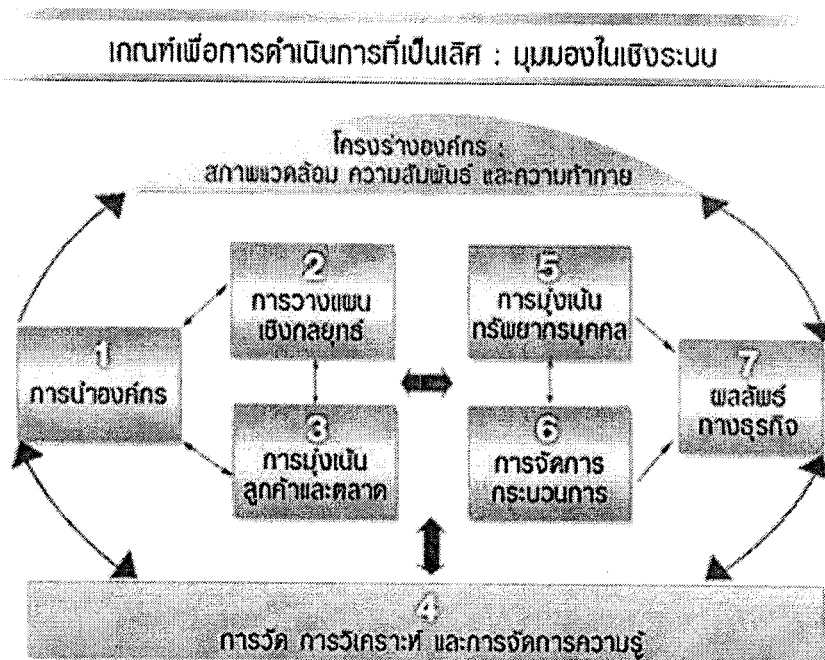 เกณฑ์เพื่อการดำเนินการที่เป็นเลิศ : มุมมองในเชิงระบบ
โครงร่างองค์กร :
สภาพแวดล้อม ความสัมพันธ์ และความท้าทาย
1
การนำองค์กร
2
การวางแผน
เชิงกลยุทธ์
3
การมุ่งเน้น
ลูกค้าและตลาด
5
การมุ่งเน้น
ทรัพยากรบุคคล
6
การจัดการ
กระบวนการ
7
ผลลัพธ์
ทางธุรกิจ
4
การวัด การวิเคราะห์ และการจัดการความรู้